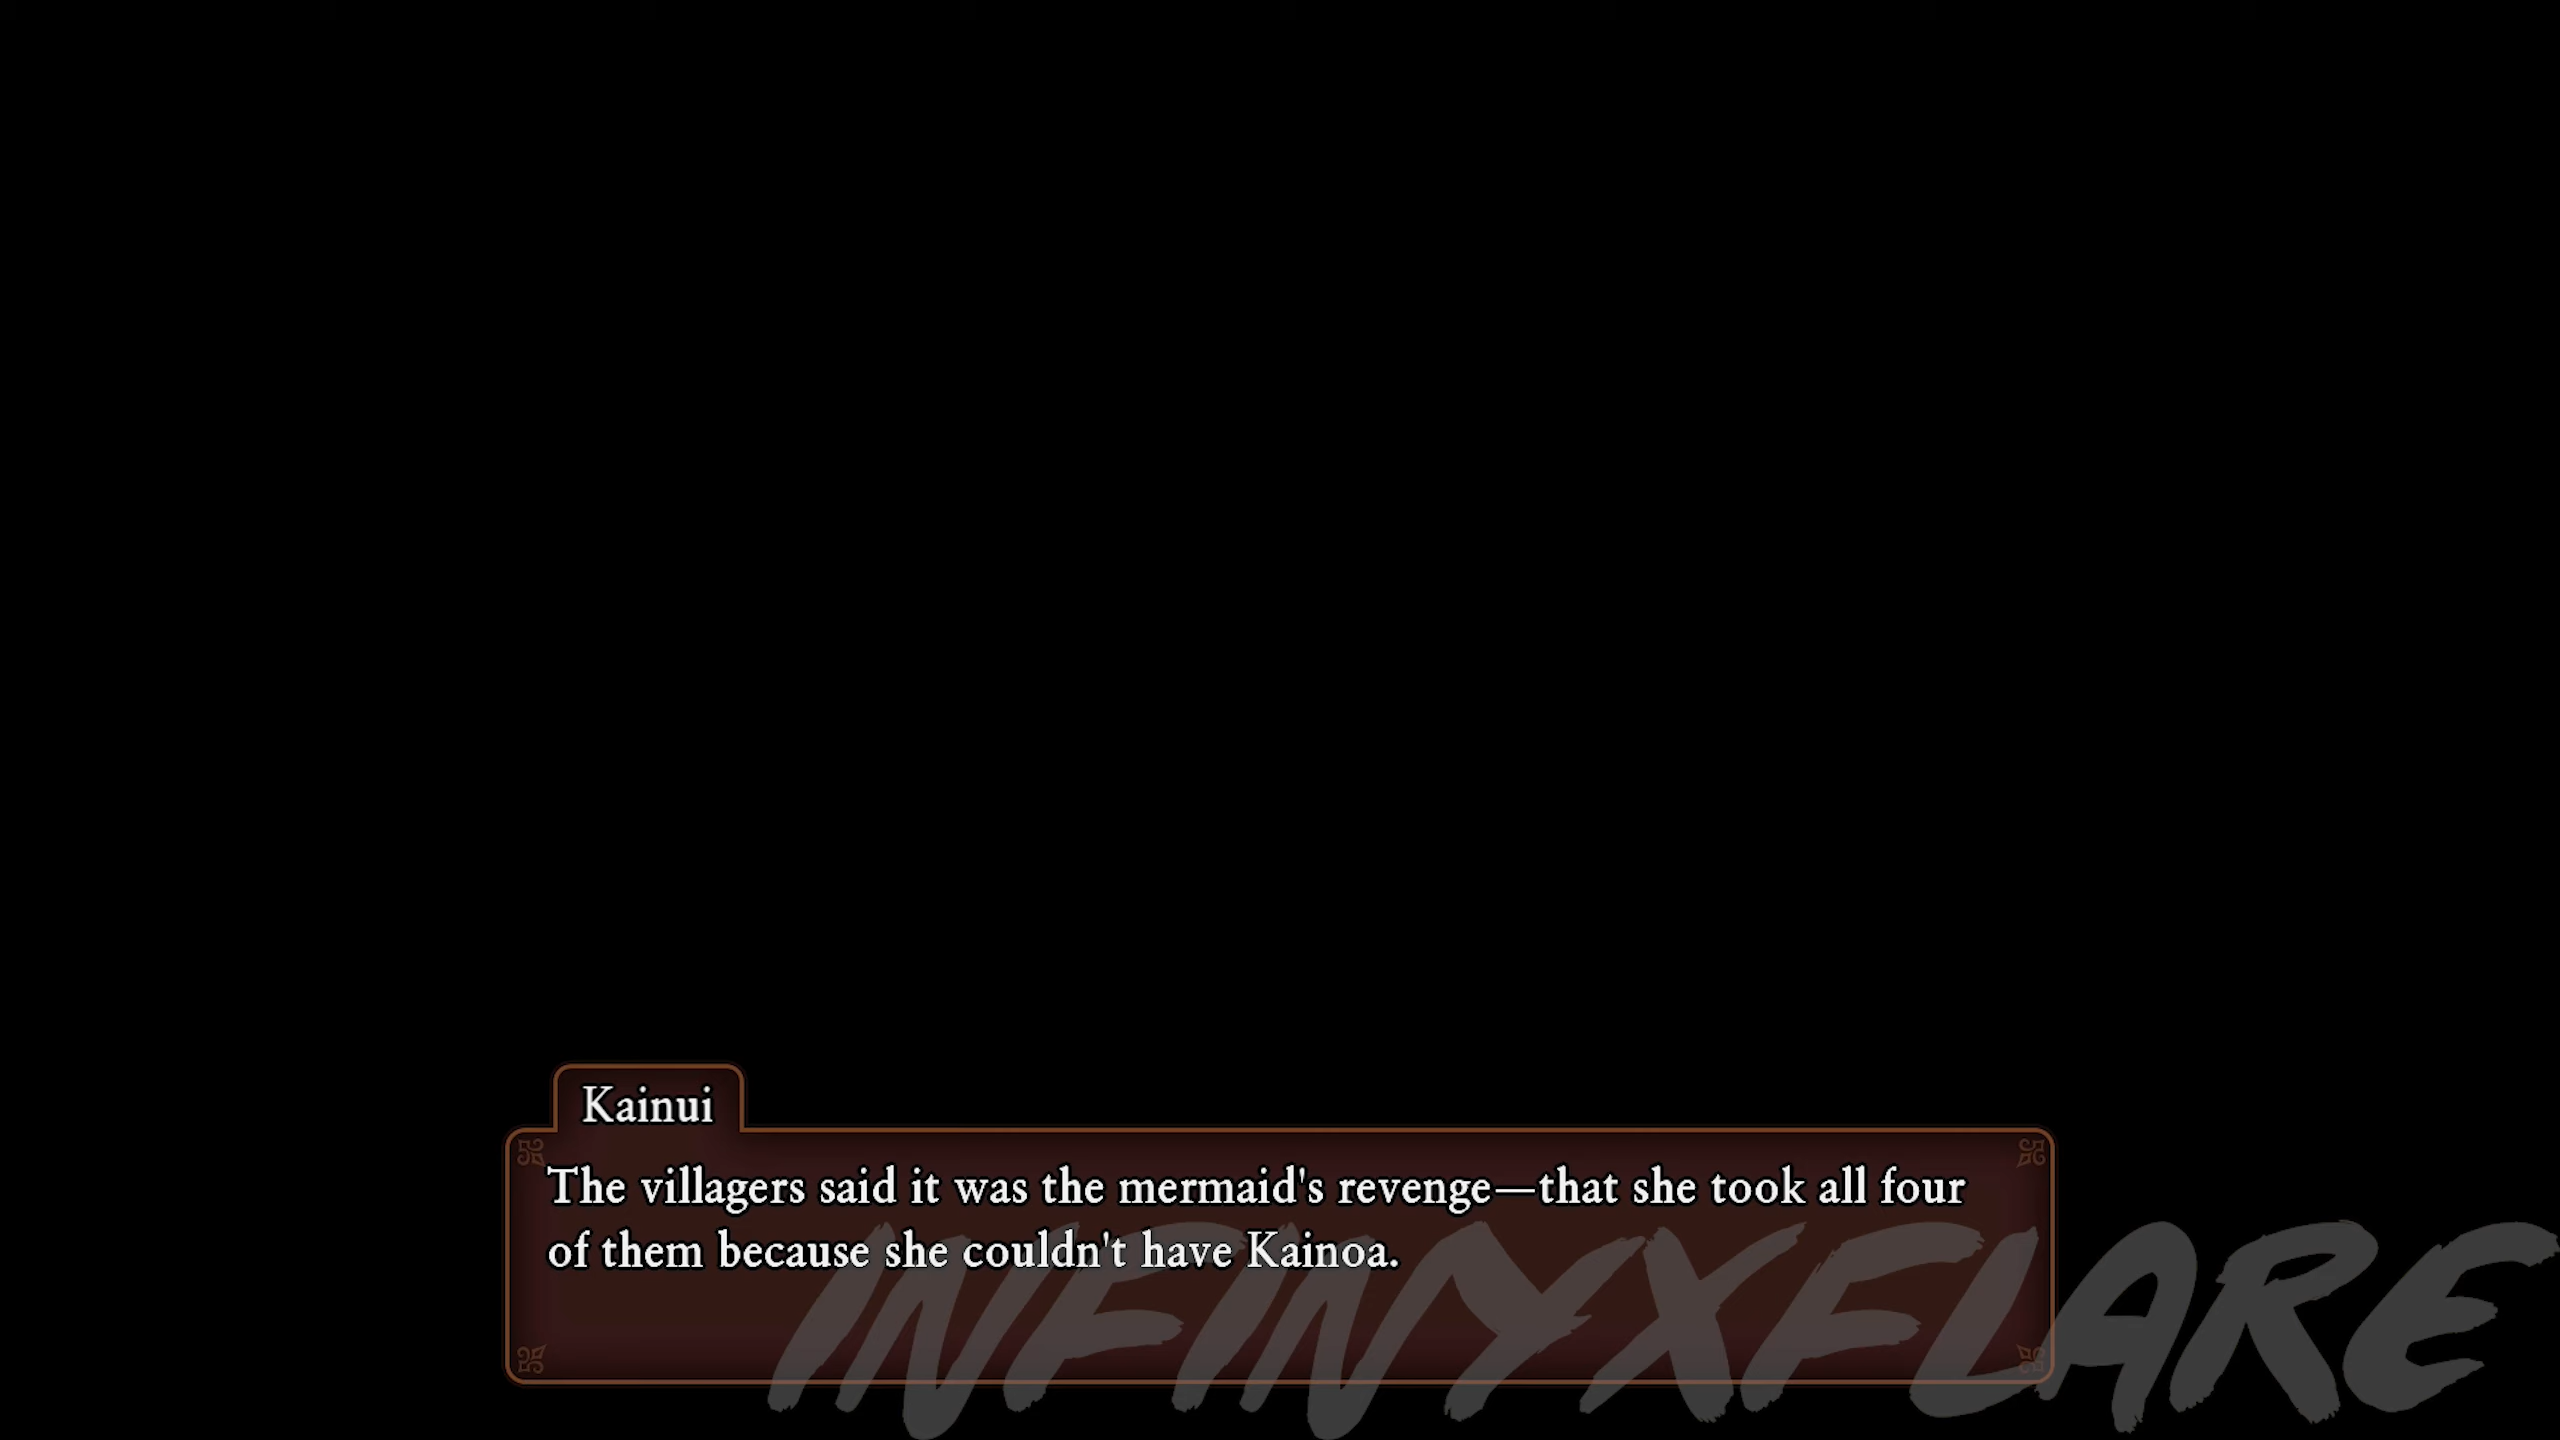 Kainui
The villagers said it was the mermaid's revenge—that she took all four
of them because she couldn't have Kainoa.
INFINYXFLARE